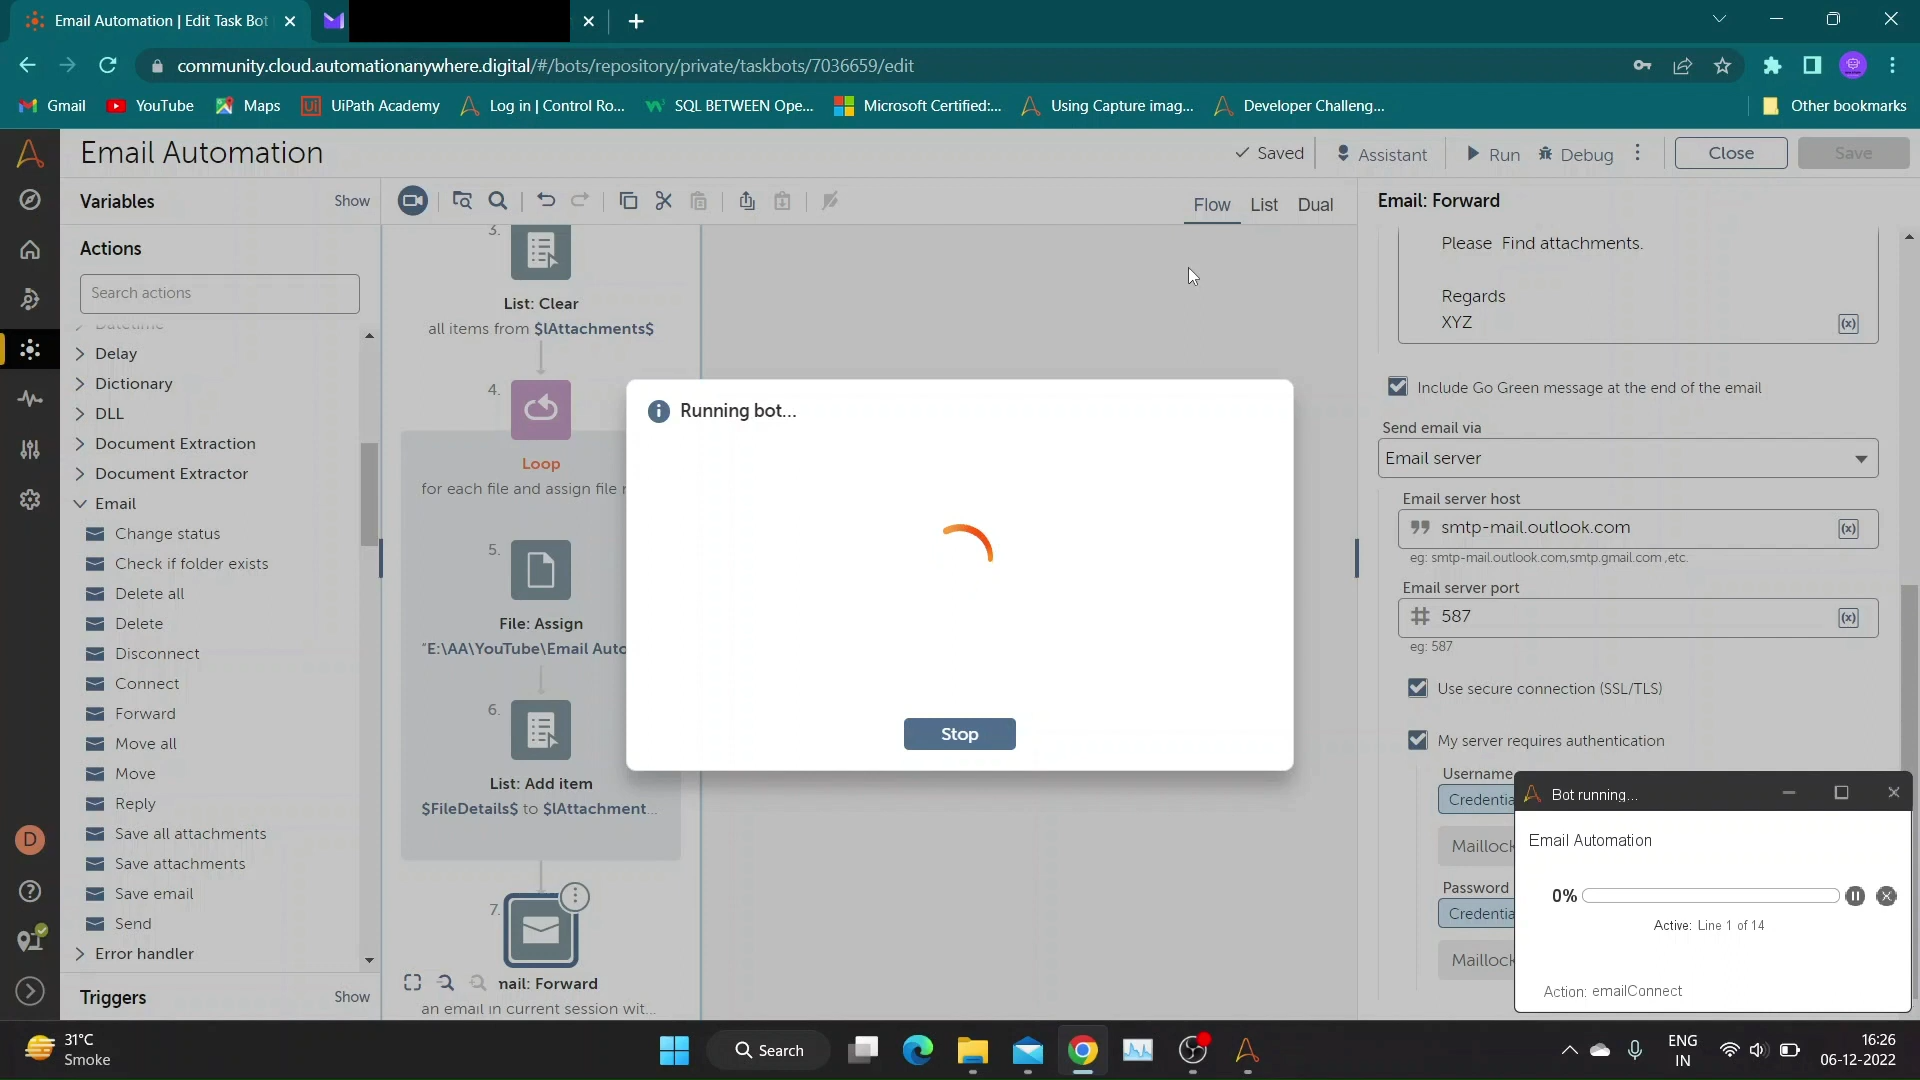 Email Automation | Edit Task Bot
community.cloud.automationanywhere.digital/#/bots/repository/private/taskbots/7036659/edit
Gmail
YouTube
Maps
UiPath Academy
Log in | Control Ro...
SQL BETWEEN Ope...
Microsoft Certified:...
Using Capture imag...
Developer Challeng...
Other bookmarks
Email Automation
Saved
Assistant
Run
Debug
Close
Save
Variables
Show
Flow
List
Dual
Email: Forward
Actions
Search actions
Datetime
Delay
Dictionary
DLL
Document Extraction
Document Extractor
Email
Change status
Check if folder exists
Delete all
Delete
Disconnect
Connect
Forward
Move all
Move
Reply
Save all attachments
Save attachments
Save email
Send
Error handler
Triggers
Show
3.
List: Clear
all items from $lAttachments$
4.
Loop
for each file and assign file
5.
File: Assign
"E:\AA\YouTube\Email Auto
6.
List: Add item
$FileDetails$ to $lAttachment...
7.
mail: Forward
an email in current session wit...
Running bot...
Stop
Please Find attachments.
Regards
XYZ
(x)
Include Go Green message at the end of the email
Send email via
Email server
Email server host
smtp-mail.outlook.com
(x)
eg: smtp-mail.outlook.com,smtp.gmail.com ,etc.
Email server port
587
(x)
eg: 587
Use secure connection (SSL/TLS)
My server requires authentication
Username
Credentia
Maillock
Password
Credentia
Maillock
Bot running...
Email Automation
0%
Active: Line 1 of 14
Action: emailConnect
D
31°C
Smoke
Search
ENG
IN
16:26
06-12-2022